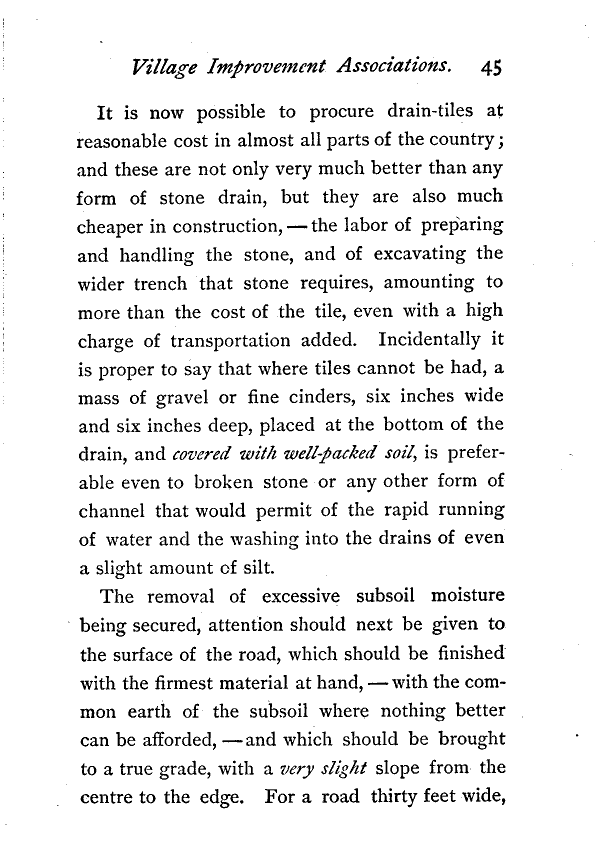 Village Improvement Associations. 45
It is now possible to procure drain-tiles at
reasonable cost in almost all parts of the country;
and these are not only very much better than any
form of stone drain, but they are also much
cheaper in construction, — the labor of preparing
and handling the stone, and of excavating the
wider trench that stone requires, amounting to
more than the cost of the tile, even with a high
charge of transportation added. Incidentally it
is proper to say that where tiles cannot be had, a
mass of gravel or fine cinders, six inches wide
and six inches deep, placed at the bottom of the
drain, and covered with well-packed soil, is prefer-
able even to broken stone or any other form of
channel that would permit of the rapid running
of water and the washing into the drains of even
a slight amount of silt.
The removal of excessive subsoil moisture
being secured, attention should next be given to
the surface of the road, which should be finished
with the firmest material at hand, — with the com-
mon earth of the subsoil where nothing better
can be afforded, — and which should be brought
to a true grade, with a very slight slope from the
centre to the edge. For a road thirty feet wide,